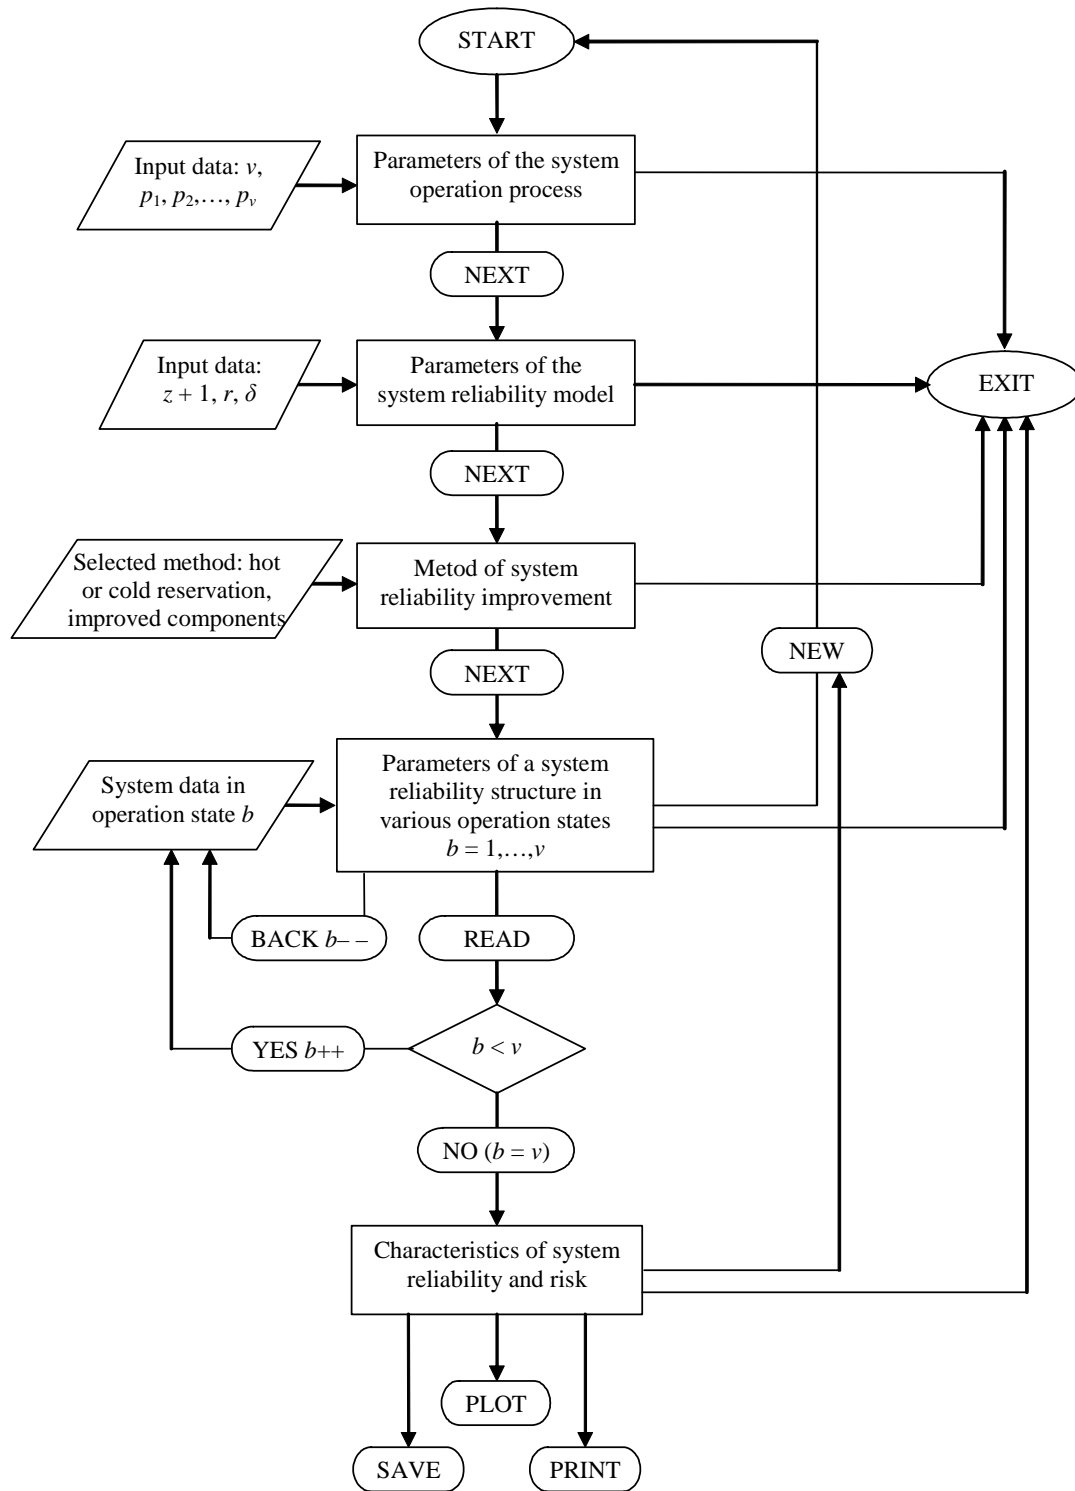 START
Input data: v,
p₁, p₂,…, pᵥ
Parameters of the system
operation process
NEXT
Input data:
z + 1, r, δ
Parameters of the
system reliability model
EXIT
NEXT
Selected method: hot
or cold reservation,
improved components
Metod of system
reliability improvement
NEW
NEXT
System data in
operation state b
Parameters of a system
reliability structure in
various operation states
b = 1,…,v
BACK b– –
READ
YES b++
b < v
NO (b = v)
Characteristics of system
reliability and risk
PLOT
SAVE
PRINT